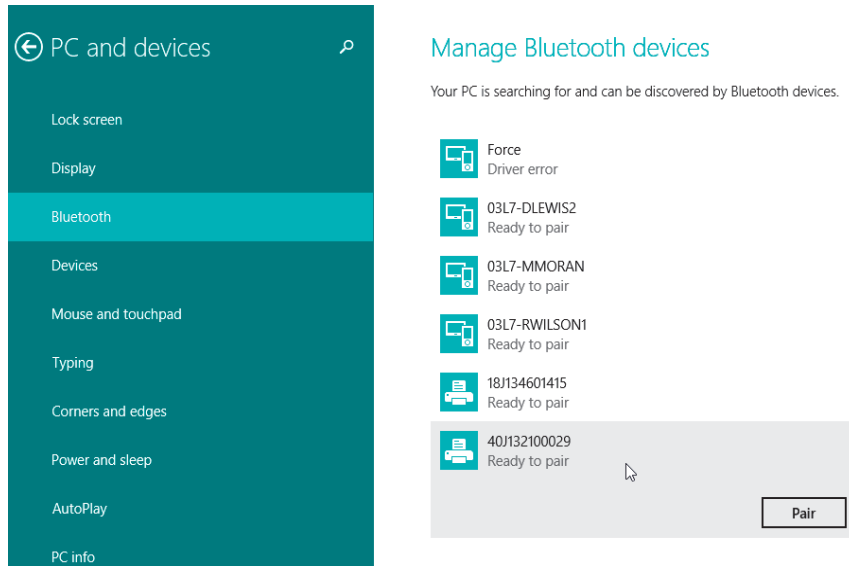 PC and devices
Lock screen
Display
Bluetooth
Devices
Mouse and touchpad
Typing
Corners and edges
Power and sleep
AutoPlay
PC info
Manage Bluetooth devices
Your PC is searching for and can be discovered by Bluetooth devices.
Force
Driver error
03L7-DLEWIS2
Ready to pair
03L7-MMORAN
Ready to pair
03L7-RWILSON1
Ready to pair
18J134601415
Ready to pair
40J132100029
Ready to pair
Pair